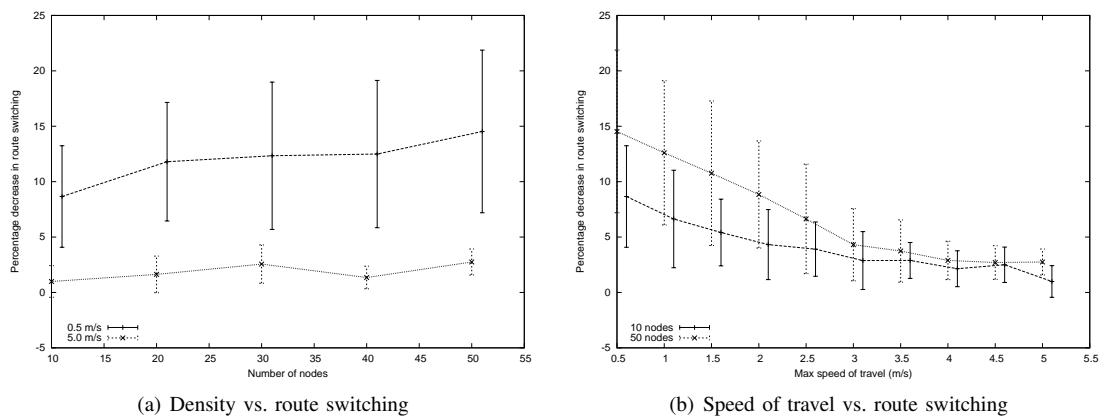 Percentage decrease in route switching
25
20
15
10
5
0
-5
0.5 m/s
5.0 m/s
10 15 20 25 30 35 40 45 50 55
Number of nodes
(a) Density vs. route switching
Percentage decrease in route switching
25
20
15
10
5
0
-5
10 nodes
50 nodes
0.5 1 1.5 2 2.5 3 3.5 4 4.5 5 5.5
Max speed of travel (m/s)
(b) Speed of travel vs. route switching